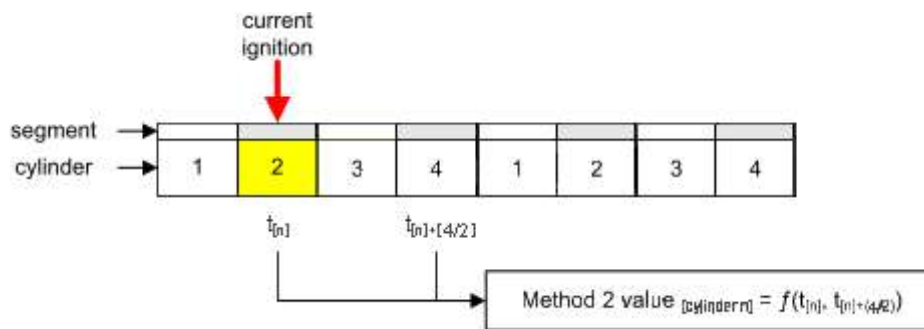 current
ignition
segment
cylinder
1 2 3 4 1 2 3 4
t[n] t[n]+[4/2]
Method 2 value [cylinder n] = f(t[n], t[n]+(4/2))